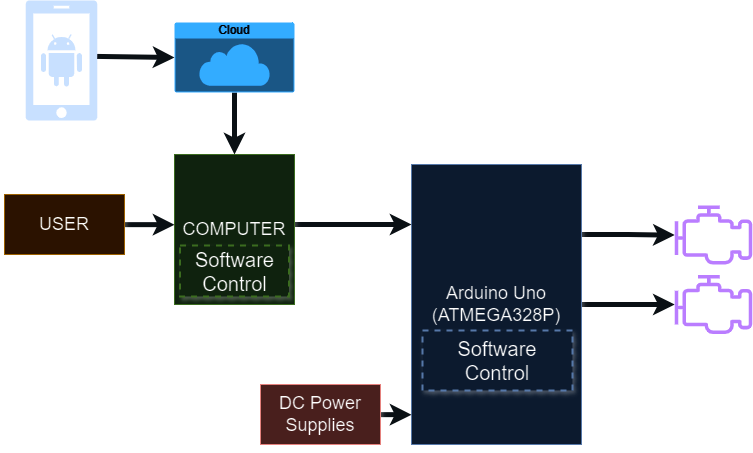 Cloud
USER
COMPUTER
Software
Control
Arduino Uno
(ATMEGA328P)
Software
Control
DC Power
Supplies